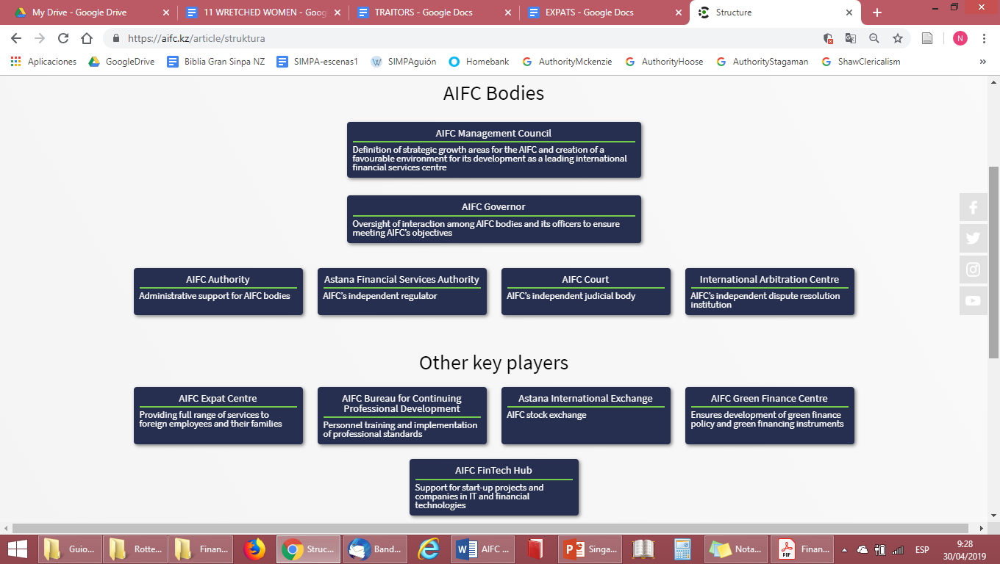 My Drive - Google Drive
11 WRETCHED WOMEN - Goog
TRAITORS - Google Docs
EXPATS - Google Docs
Structure
https://aifc.kz/article/struktura
N
Aplicaciones
GoogleDrive
Biblia Gran Sinpa NZ
SIMPA-escenas1
SIMPAguión
Homebank
AuthorityMckenzie
AuthorityHoose
AuthorityStagaman
ShawClericalism
»
AIFC Bodies
AIFC Management Council
Definition of strategic growth areas for the AIFC and creation of a
favourable environment for its development as a leading international
financial services centre
AIFC Governor
Oversight of interaction among AIFC bodies and its officers to ensure
meeting AIFC's objectives
AIFC Authority
Administrative support for AIFC bodies
Astana Financial Services Authority
AIFC's independent regulator
AIFC Court
AIFC's independent judicial body
International Arbitration Centre
AIFC's independent dispute resolution
institution
Other key players
AIFC Expat Centre
Providing full range of services to
foreign employees and their families
AIFC Bureau for Continuing
Professional Development
Personnel training and implementation
of professional standards
Astana International Exchange
AIFC stock exchange
AIFC Green Finance Centre
Ensures development of green finance
policy and green financing instruments
AIFC FinTech Hub
Support for start-up projects and
companies in IT and financial
technologies
Guio...
Rotte...
Finan...
Struc...
Band...
AIFC ...
Singa...
Nota...
Finan...
ESP
9:28
30/04/2019